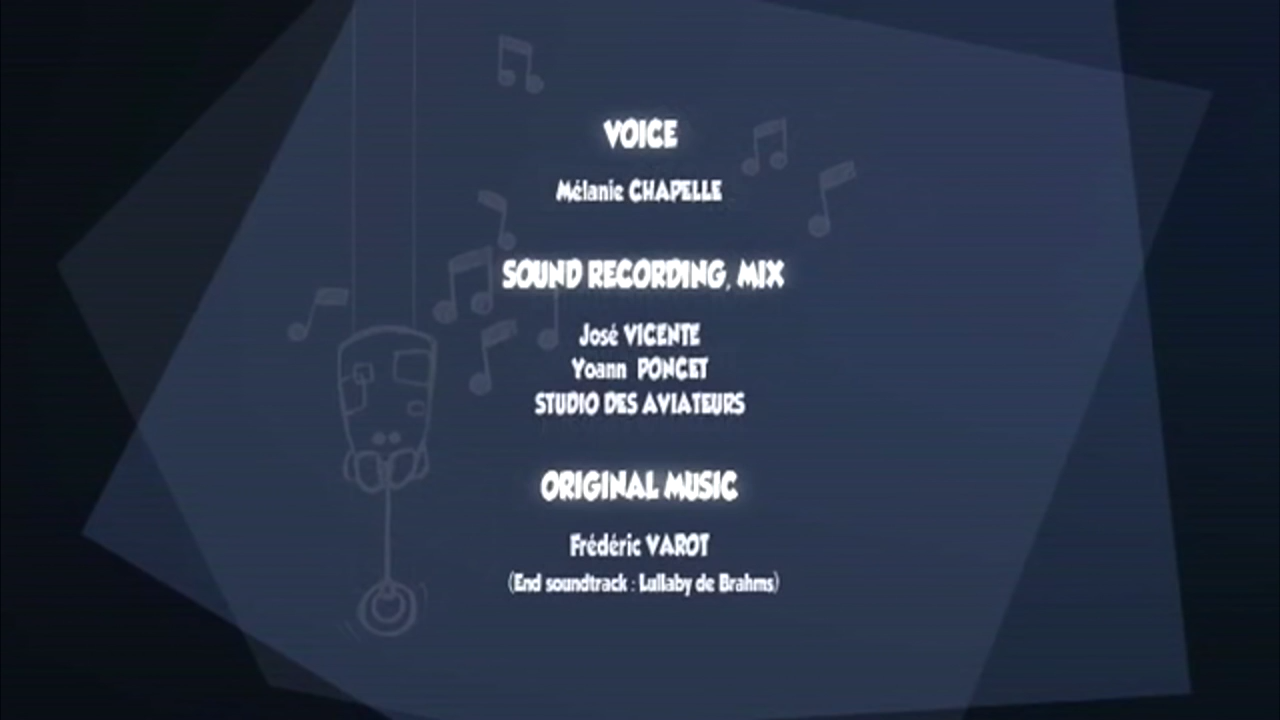 VOICE
Mélanie CHAPELLE
SOUND RECORDING, MIX
José VICENTE
Yoann PONCET
STUDIO DES AVIATEURS
ORIGINAL MUSIC
Frédéric VAROT
(End soundtrack : Lullaby de Brahms)